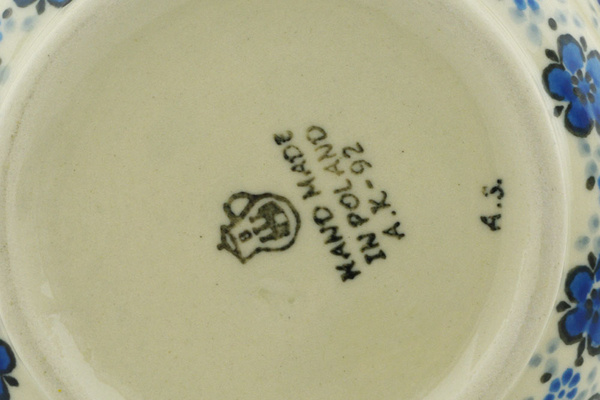 HAND MADE
IN POLAND
A.K-92
A.S.